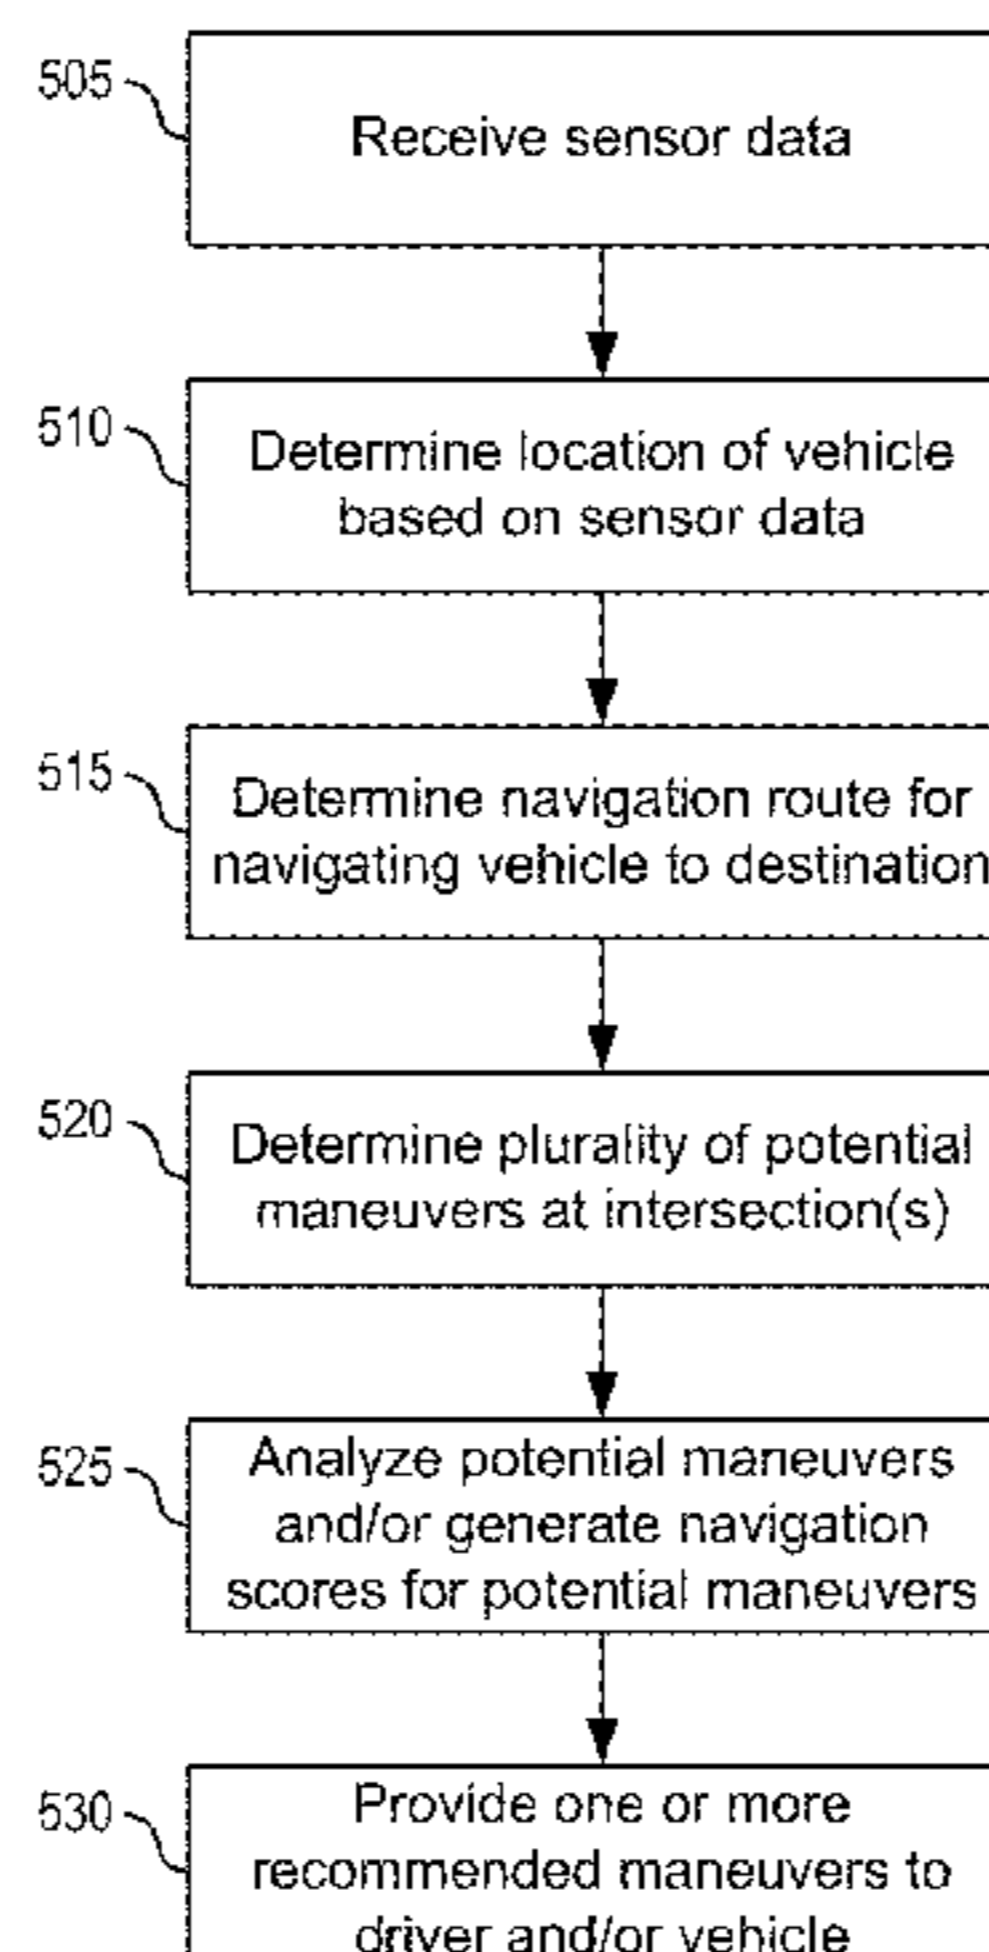 505
Receive sensor data
510
Determine location of vehicle
based on sensor data
515
Determine navigation route for
navigating vehicle to destination
520
Determine plurality of potential
maneuvers at intersection(s)
525
Analyze potential maneuvers
and/or generate navigation
scores for potential maneuvers
530
Provide one or more
recommended maneuvers to
driver and/or vehicle